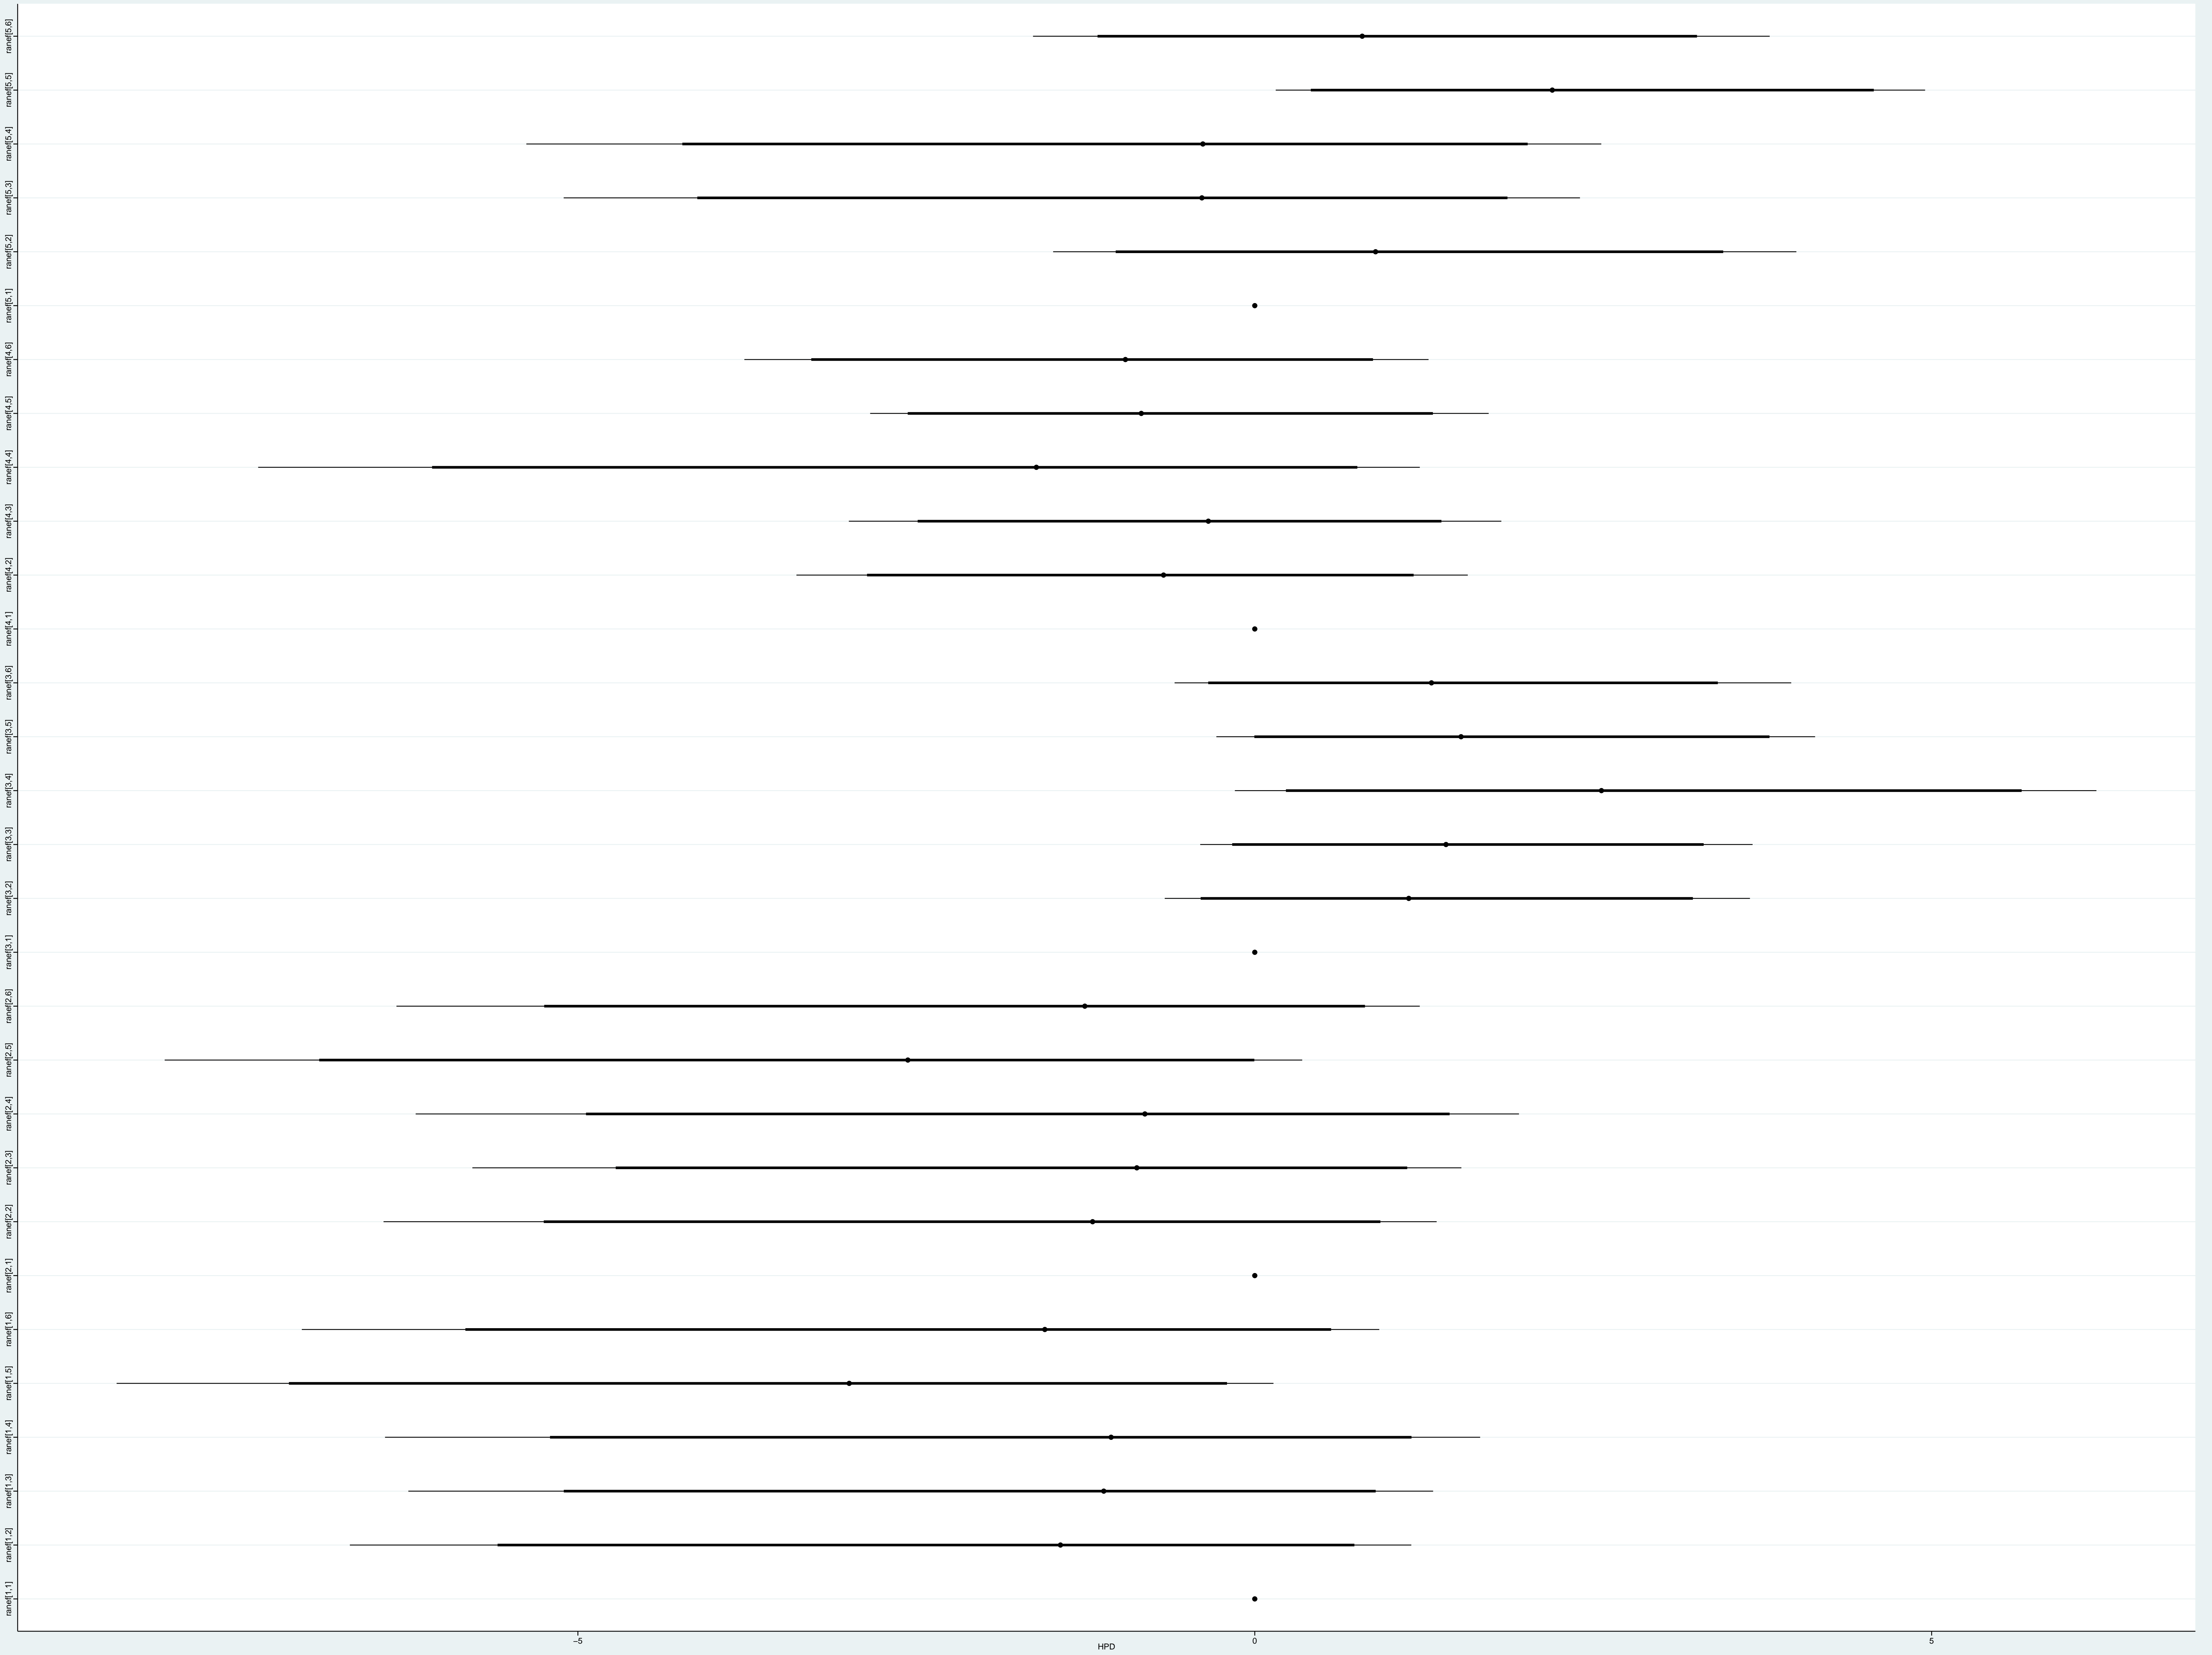 ranef[5,6]
ranef[5,5]
ranef[5,4]
ranef[5,3]
ranef[5,2]
ranef[5,1]
ranef[4,6]
ranef[4,5]
ranef[4,4]
ranef[4,3]
ranef[4,2]
ranef[4,1]
ranef[3,6]
ranef[3,5]
ranef[3,4]
ranef[3,3]
ranef[3,2]
ranef[3,1]
ranef[2,6]
ranef[2,5]
ranef[2,4]
ranef[2,3]
ranef[2,2]
ranef[2,1]
ranef[1,6]
ranef[1,5]
ranef[1,4]
ranef[1,3]
ranef[1,2]
ranef[1,1]
−5 0 5
HPD